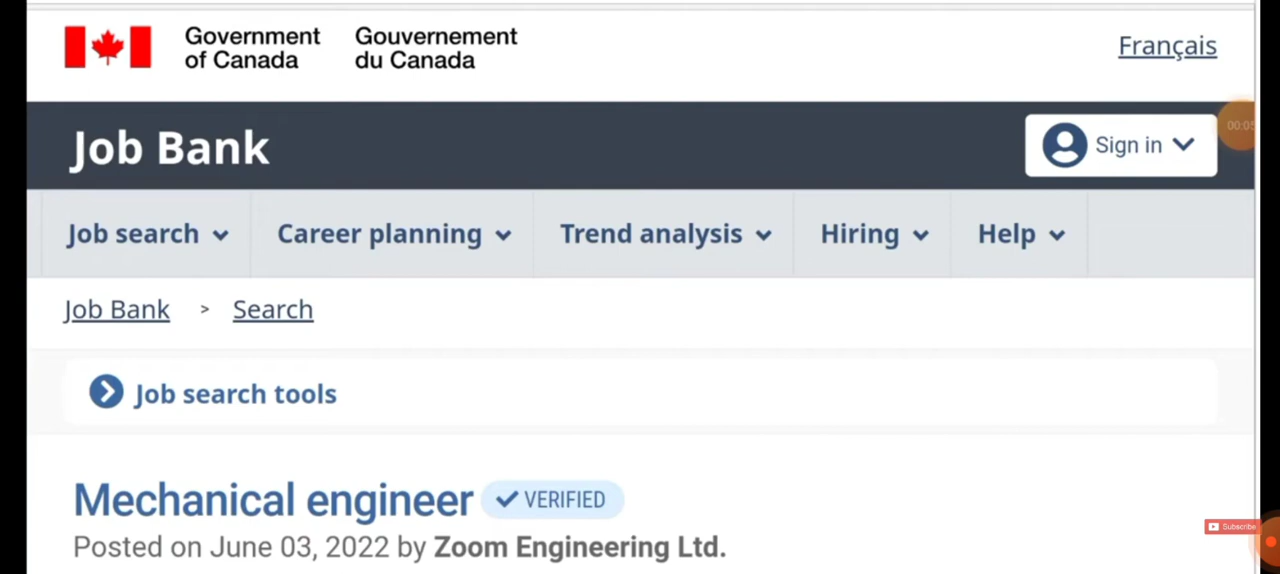 Government of Canada
Gouvernement du Canada
Français
Job Bank
Sign in
00:05
Job search
Career planning
Trend analysis
Hiring
Help
Job Bank > Search
Job search tools
Mechanical engineer VERIFIED
Posted on June 03, 2022 by Zoom Engineering Ltd.
Subscribe